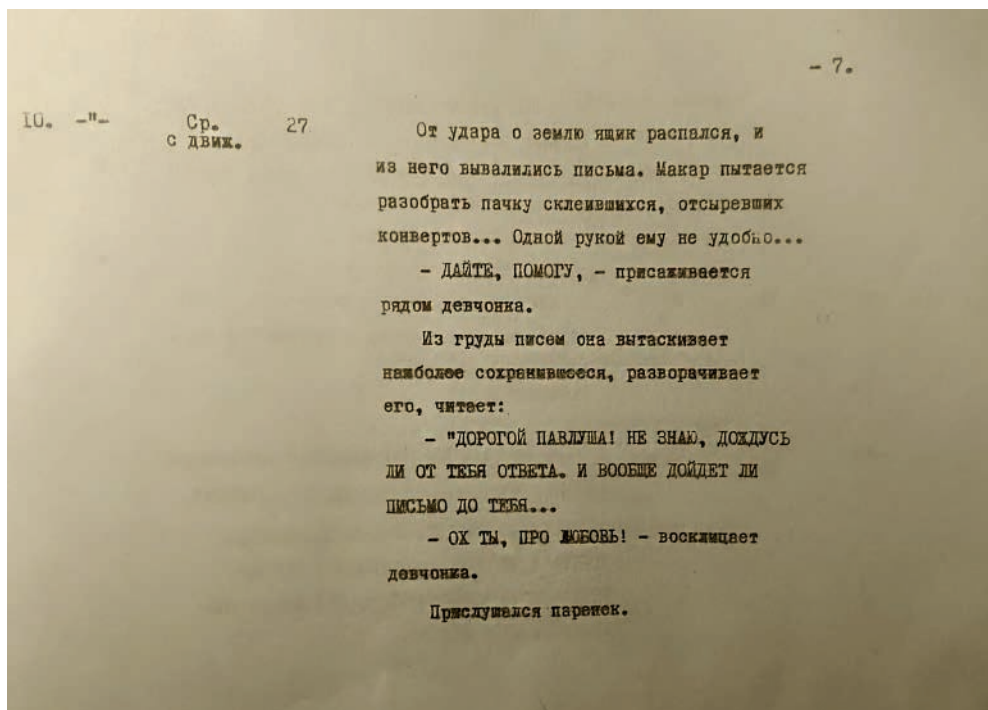 - 7.
10. -"- Ср. 27
с движ.
От удара о землю ящик распался, и
из него вывалились письма. Макар пытается
разобрать пачку склеившихся, отсыревших
конвертов... Одной рукой ему не удобно...
- ДАЙТЕ, ПОМОГУ, - присаживается
рядом девчонка.
Из груды писем она вытаскивает
наиболее сохранившееся, разворачивает
его, читает:
- "ДОРОГОЙ ПАВЛУША! НЕ ЗНАЮ, ДОЖДУСЬ
ЛИ ОТ ТЕБЯ ОТВЕТА. И ВООБЩЕ ДОЙДЕТ ЛИ
ПИСЬМО ДО ТЕБЯ...
- ОХ ТЫ, ПРО ЛЮБОВЬ! - восклицает
девчонка.
Прислушался паренек.